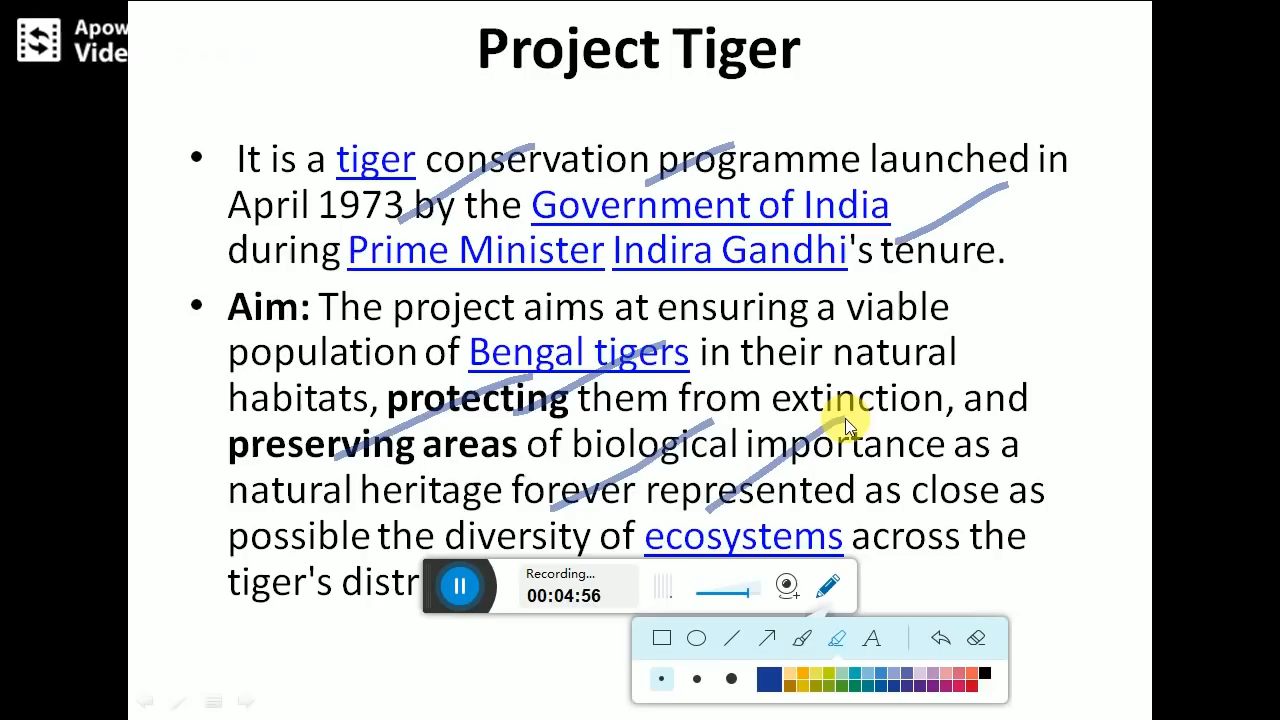 Apow
Vide
Project Tiger
• It is a tiger conservation programme launched in
April 1973 by the Government of India
during Prime Minister Indira Gandhi's tenure.
• Aim: The project aims at ensuring a viable
population of Bengal tigers in their natural
habitats, protecting them from extinction, and
preserving areas of biological importance as a
natural heritage forever represented as close as
possible the diversity of ecosystems across the
tiger's distr
Recording...
00:04:56
A